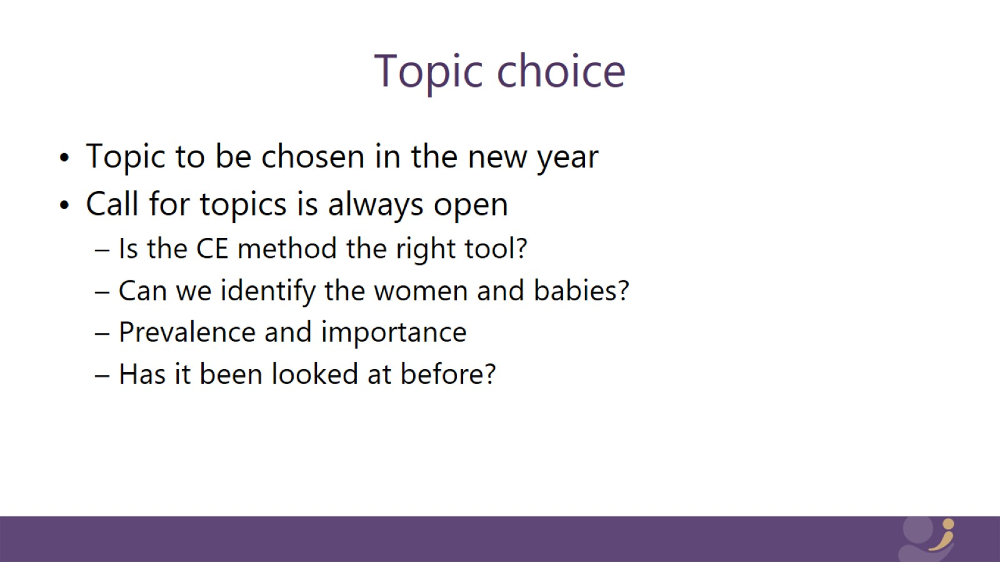 Topic choice
• Topic to be chosen in the new year
• Call for topics is always open
– Is the CE method the right tool?
– Can we identify the women and babies?
– Prevalence and importance
– Has it been looked at before?